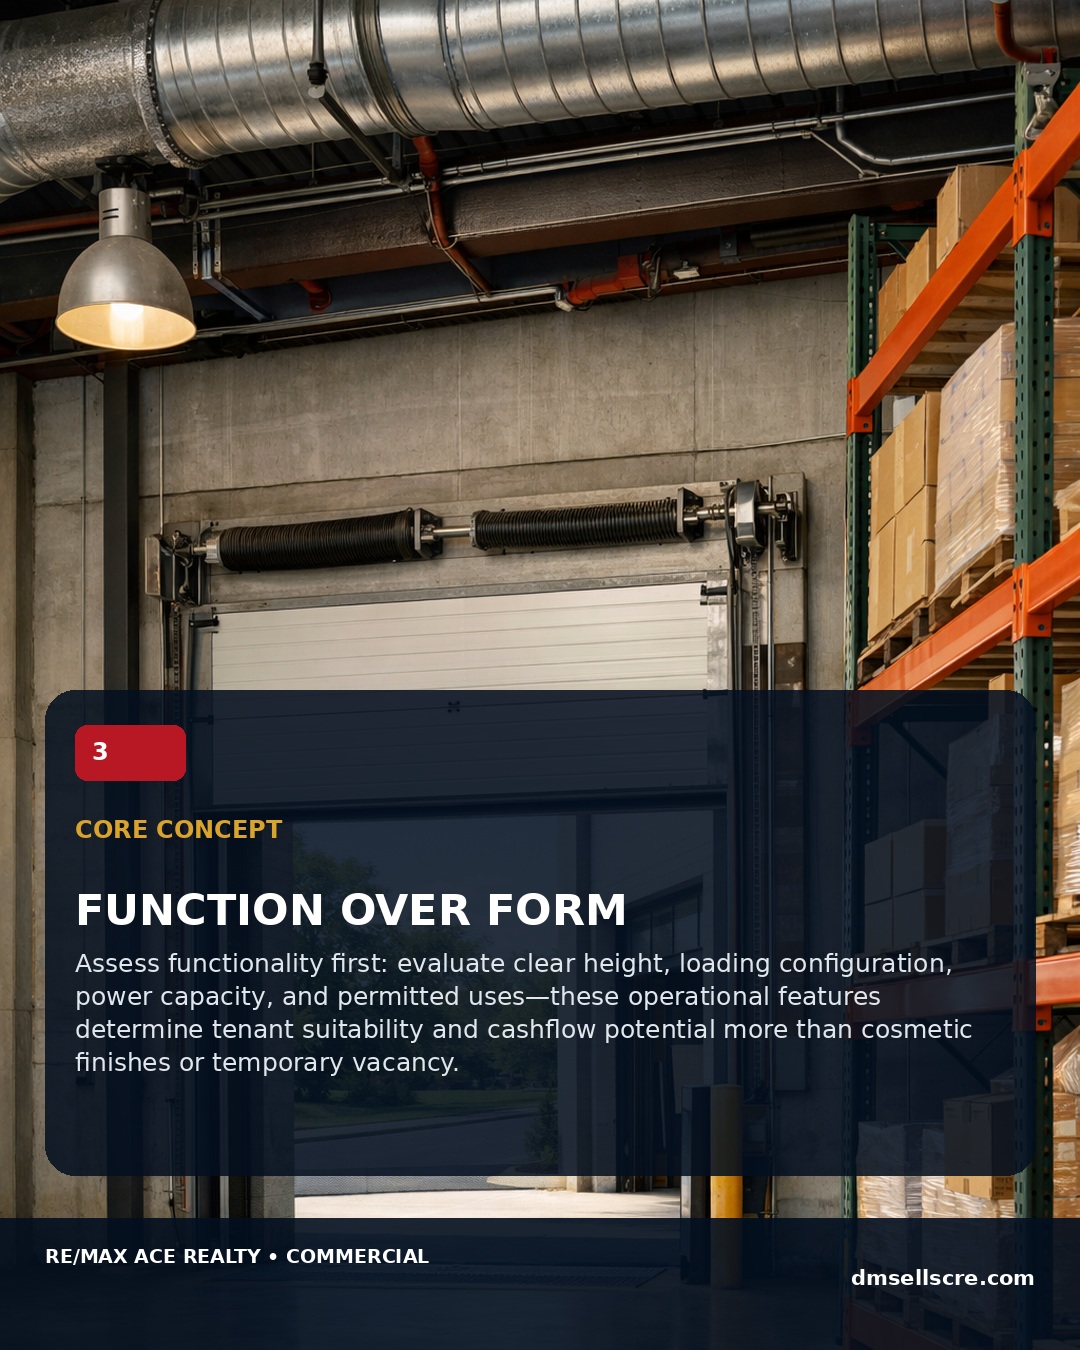 3
CORE CONCEPT
FUNCTION OVER FORM
Assess functionality first: evaluate clear height, loading configuration,
power capacity, and permitted uses—these operational features
determine tenant suitability and cashflow potential more than cosmetic
finishes or temporary vacancy.
RE/MAX ACE REALTY • COMMERCIAL
dmsellscre.com